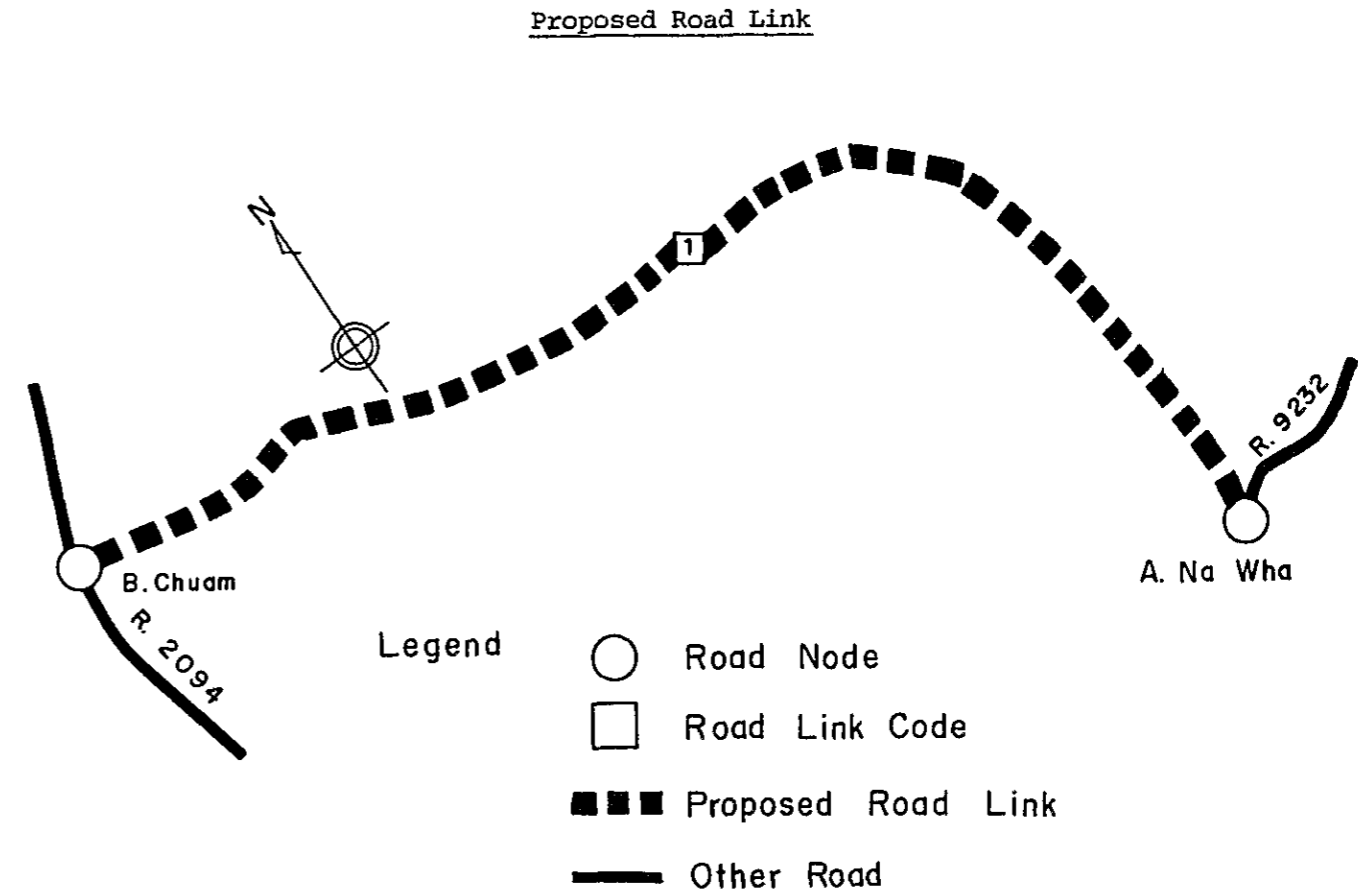 Proposed Road Link
N
1
R. 9232
A. Na Wha
B. Chuam
R. 2094
Legend
Road Node
Road Link Code
Proposed Road Link
Other Road